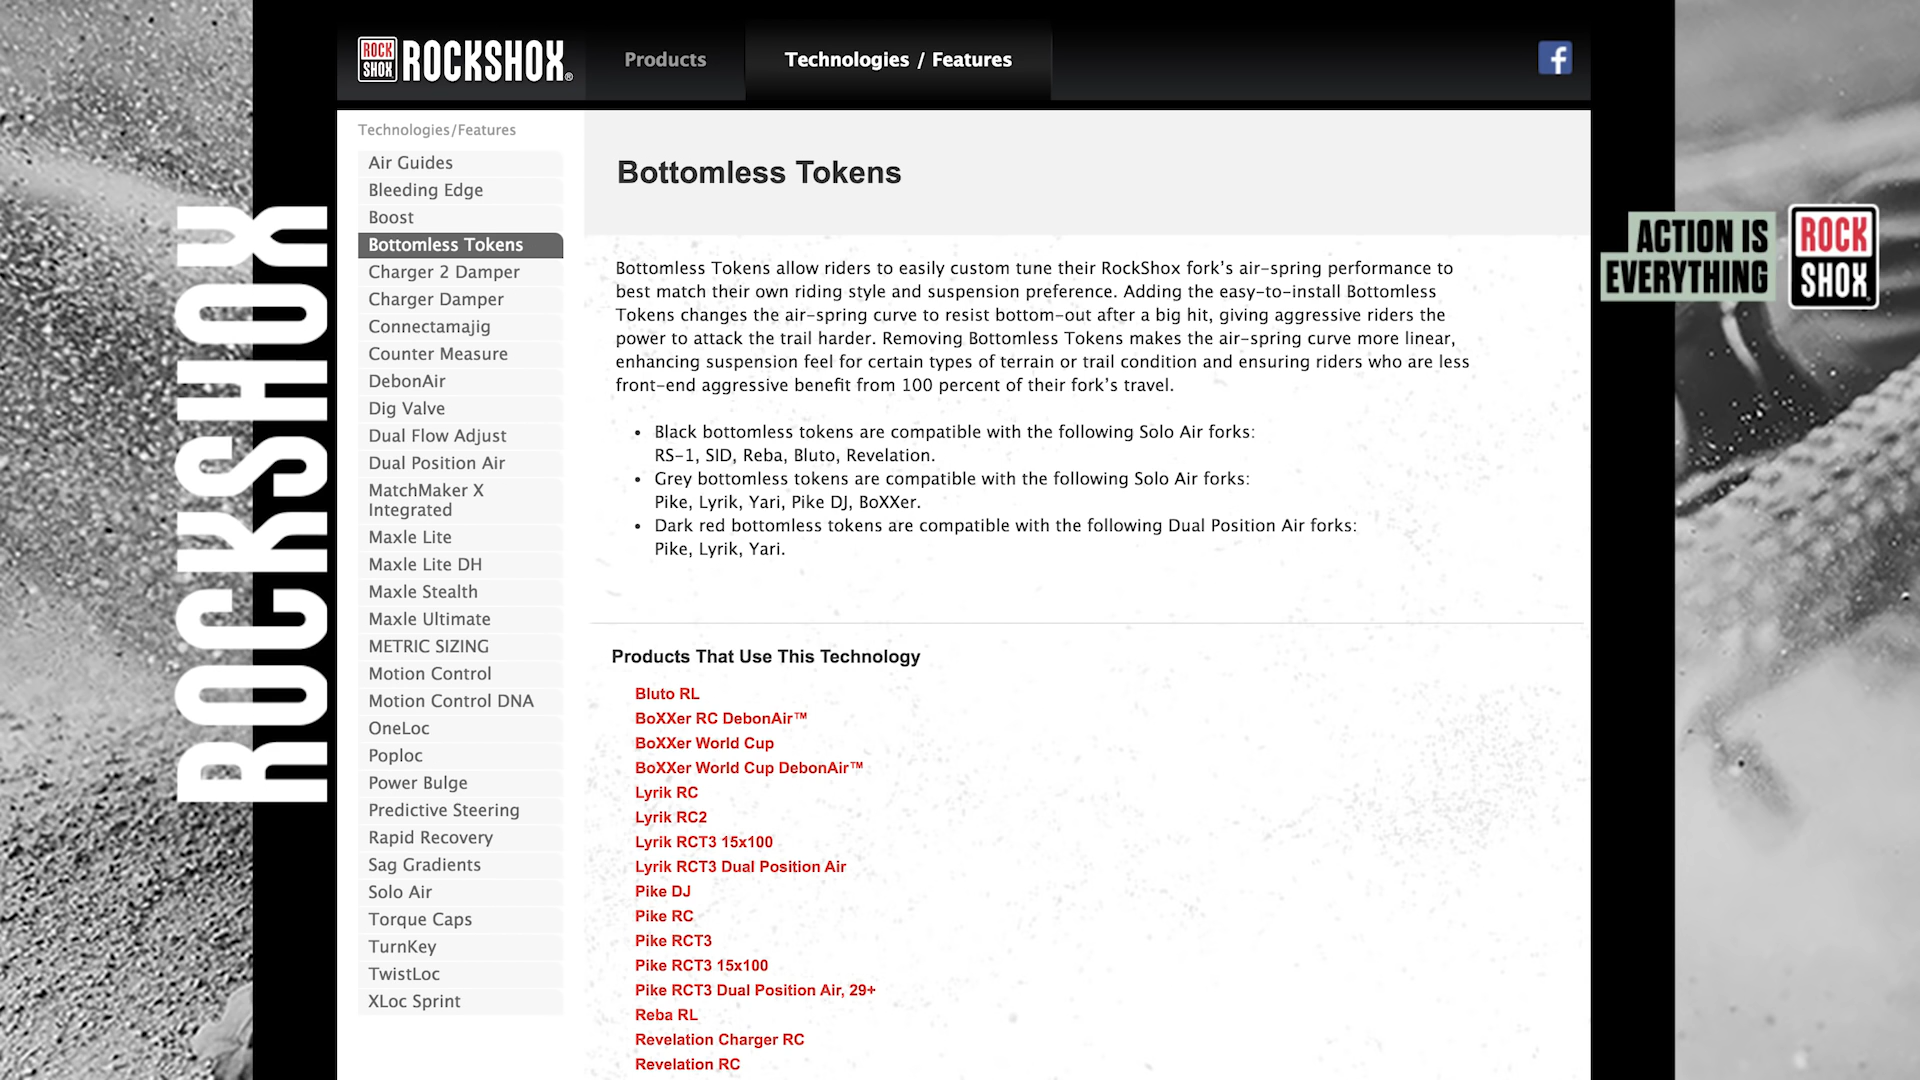 ROCK
SHOX
ROCKSHOX®
Products
Technologies / Features
Technologies/Features
Air Guides
Bleeding Edge
Boost
Bottomless Tokens
Charger 2 Damper
Charger Damper
Connectamajig
Counter Measure
DebonAir
Dig Valve
Dual Flow Adjust
Dual Position Air
MatchMaker X
Integrated
Maxle Lite
Maxle Lite DH
Maxle Stealth
Maxle Ultimate
METRIC SIZING
Motion Control
Motion Control DNA
OneLoc
Poploc
Power Bulge
Predictive Steering
Rapid Recovery
Sag Gradients
Solo Air
Torque Caps
TurnKey
TwistLoc
XLoc Sprint
Bottomless Tokens
Bottomless Tokens allow riders to easily custom tune their RockShox fork’s air-spring performance to
best match their own riding style and suspension preference. Adding the easy-to-install Bottomless
Tokens changes the air-spring curve to resist bottom-out after a big hit, giving aggressive riders the
power to attack the trail harder. Removing Bottomless Tokens makes the air-spring curve more linear,
enhancing suspension feel for certain types of terrain or trail condition and ensuring riders who are less
front-end aggressive benefit from 100 percent of their fork’s travel.
• Black bottomless tokens are compatible with the following Solo Air forks:
RS-1, SID, Reba, Bluto, Revelation.
• Grey bottomless tokens are compatible with the following Solo Air forks:
Pike, Lyrik, Yari, Pike DJ, BoXXer.
• Dark red bottomless tokens are compatible with the following Dual Position Air forks:
Pike, Lyrik, Yari.
Products That Use This Technology
Bluto RL
BoXXer RC DebonAir™
BoXXer World Cup
BoXXer World Cup DebonAir™
Lyrik RC
Lyrik RC2
Lyrik RCT3 15x100
Lyrik RCT3 Dual Position Air
Pike DJ
Pike RC
Pike RCT3
Pike RCT3 15x100
Pike RCT3 Dual Position Air, 29+
Reba RL
Revelation Charger RC
Revelation RC
ROCKSHOX
ACTION IS
EVERYTHING
ROCK
SHOX